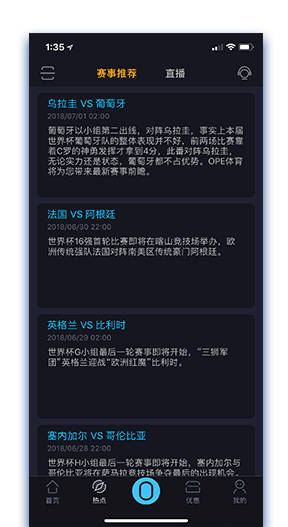 1:35
赛事推荐 直播
乌拉圭 VS 葡萄牙
2018/07/01 02:00
葡萄牙以小组第二出线，对阵乌拉圭，事实上本届
世界杯葡萄牙队的整体表现并不好，前两场比赛靠
着C罗的神勇发挥才拿到4分，此番对阵乌拉圭，
无论实力还是状态，葡萄牙都不占优势。OPE体育
将为您带来最新赛事前瞻。
法国 VS 阿根廷
2018/06/30 22:00
世界杯16强首轮比赛即将在喀山竞技场举办，欧
洲传统强队法国对阵南美区传统豪门阿根廷。
英格兰 VS 比利时
2018/06/29 02:00
世界杯G小组最后一轮赛事即将开始，“三狮军
团”英格兰迎战“欧洲红魔”比利时。
塞内加尔 VS 哥伦比亚
2018/06/28 22:00
世界杯H小组最后一轮赛事即将开始，塞内加尔与
哥伦比亚将在萨马拉竞技场争夺最后的出现机会。
首页 热点 优惠 我的